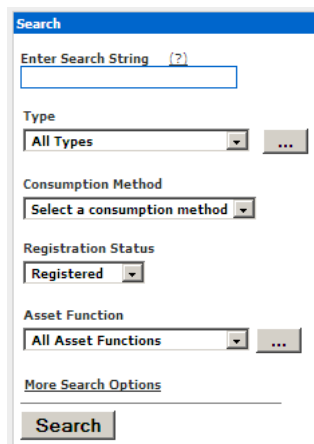 Search
Enter Search String (?)
Type
All Types ...
Consumption Method
Select a consumption method
Registration Status
Registered
Asset Function
All Asset Functions ...
More Search Options
Search